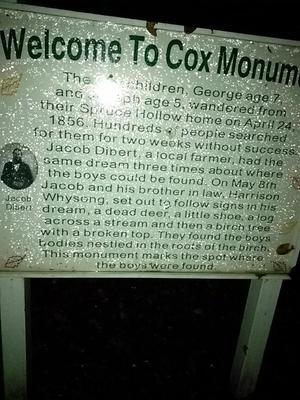 Welcome To Cox Monum
The Cox children, George age 7,
and Joseph age 5, wandered from
their Spruce Hollow home on April 24,
1856. Hundreds of people searched
for them for two weeks without success.
Jacob Dibert, a local farmer, had the
same dream three times about where
the boys could be found. On May 8th
Jacob and his brother in law, Harrison
Whysong, set out to follow signs in his
dream, a dead deer, a little shoe, a log
across a stream and then a birch tree
with a broken top. They found the boys
bodies nestled in the roots of the birch.
This monument marks the spot where
the boys were found.
Jacob
Dibert